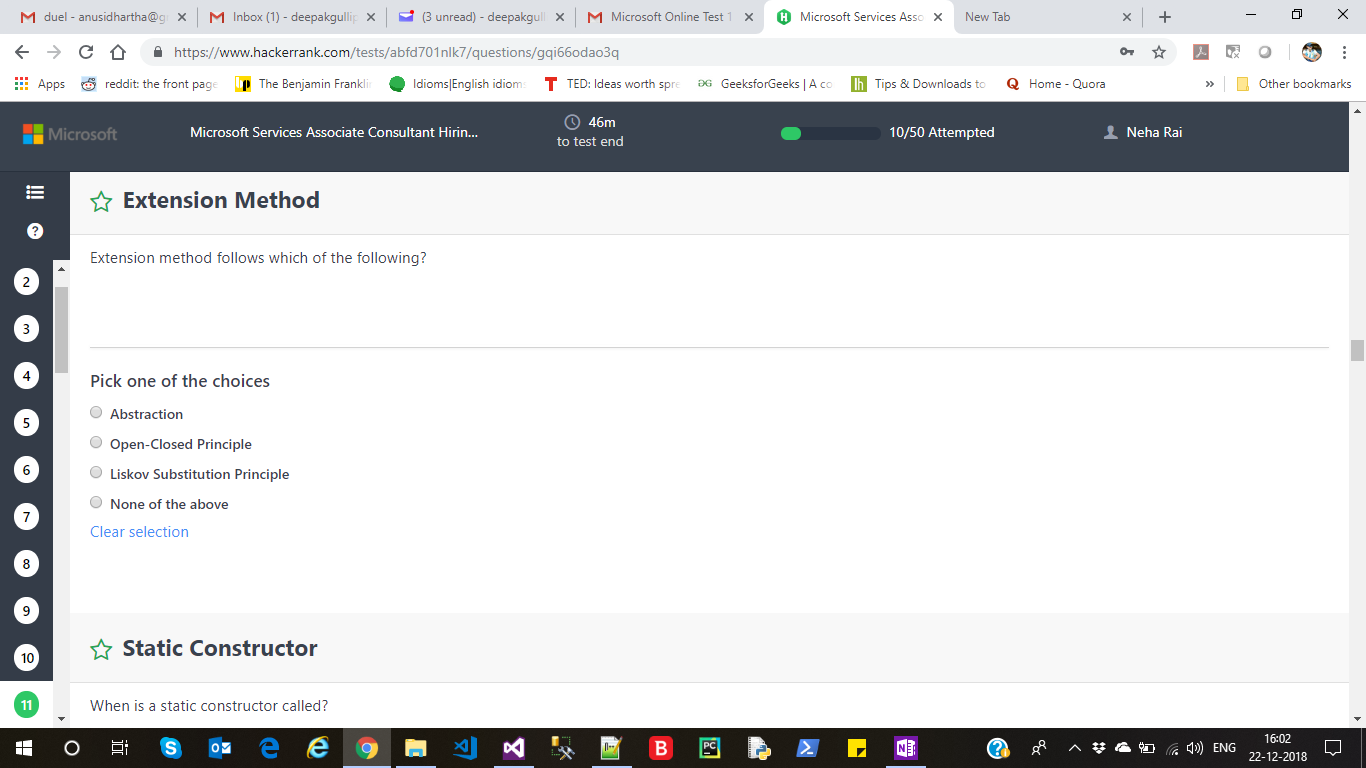 duel - anusidhartha@g
Inbox (1) - deepakgullip
(3 unread) - deepakgull
Microsoft Online Test 1
Microsoft Services Asso
New Tab
https://www.hackerrank.com/tests/abfd701nlk7/questions/gqi66odao3q
Apps
reddit: the front page
The Benjamin Franklin
Idioms|English idioms
TED: Ideas worth spre
GeeksforGeeks | A co
Tips & Downloads to
Home - Quora
»
Other bookmarks
Microsoft
Microsoft Services Associate Consultant Hirin...
46m
to test end
10/50 Attempted
Neha Rai
Extension Method
?
Extension method follows which of the following?
2
3
4
5
6
7
8
9
10
11
Pick one of the choices
Abstraction
Open-Closed Principle
Liskov Substitution Principle
None of the above
Clear selection
Static Constructor
When is a static constructor called?
ENG
16:02
22-12-2018